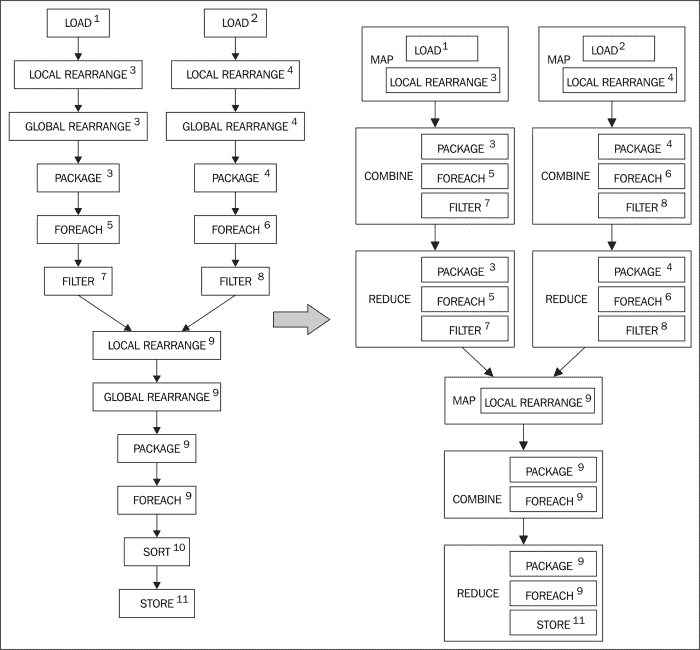 LOAD 1
LOAD 2
LOCAL REARRANGE 3
LOCAL REARRANGE 4
GLOBAL REARRANGE 3
GLOBAL REARRANGE 4
PACKAGE 3
PACKAGE 4
FOREACH 5
FOREACH 6
FILTER 7
FILTER 8
LOCAL REARRANGE 9
GLOBAL REARRANGE 9
PACKAGE 9
FOREACH 9
SORT 10
STORE 11
MAP
LOAD 1
LOCAL REARRANGE 3
MAP
LOAD 2
LOCAL REARRANGE 4
COMBINE
PACKAGE 3
FOREACH 5
FILTER 7
COMBINE
PACKAGE 4
FOREACH 6
FILTER 8
REDUCE
PACKAGE 3
FOREACH 5
FILTER 7
REDUCE
PACKAGE 4
FOREACH 6
FILTER 8
MAP
LOCAL REARRANGE 9
COMBINE
PACKAGE 9
FOREACH 9
REDUCE
PACKAGE 9
FOREACH 9
STORE 11